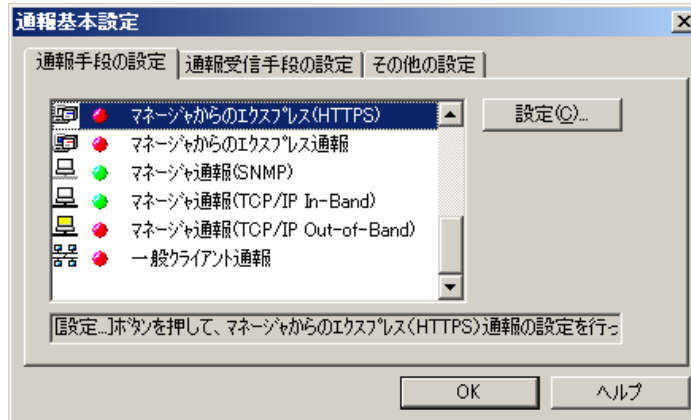 通報基本設定
通報手段の設定 通報受信手段の設定 その他の設定
マネージャからのエクスプレス(HTTPS)
設定(C)...
マネージャからのエクスプレス通報
マネージャ通報(SNMP)
マネージャ通報(TCP/IP In-Band)
マネージャ通報(TCP/IP Out-of-Band)
一般クライアント通報
[設定...]ボタンを押して、マネージャからのエクスプレス(HTTPS)通報の設定を行っ
OK ヘルプ